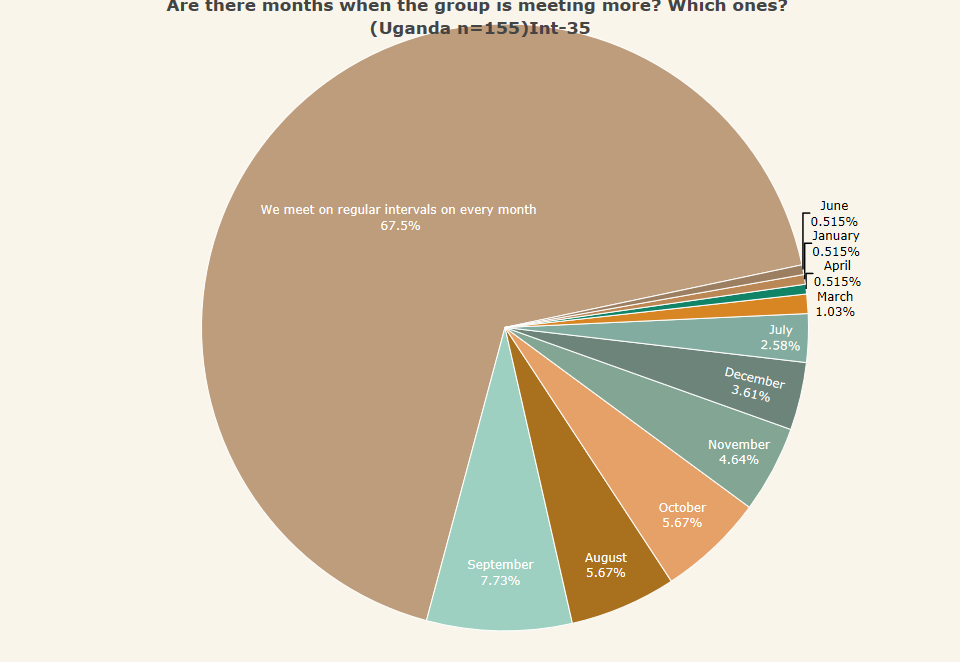 Are there months when the group is meeting more? Which ones?
(Uganda n=155)Int-35
We meet on regular intervals on every month
67.5%
June
0.515%
January
0.515%
April
0.515%
March
1.03%
July
2.58%
December
3.61%
November
4.64%
October
5.67%
August
5.67%
September
7.73%